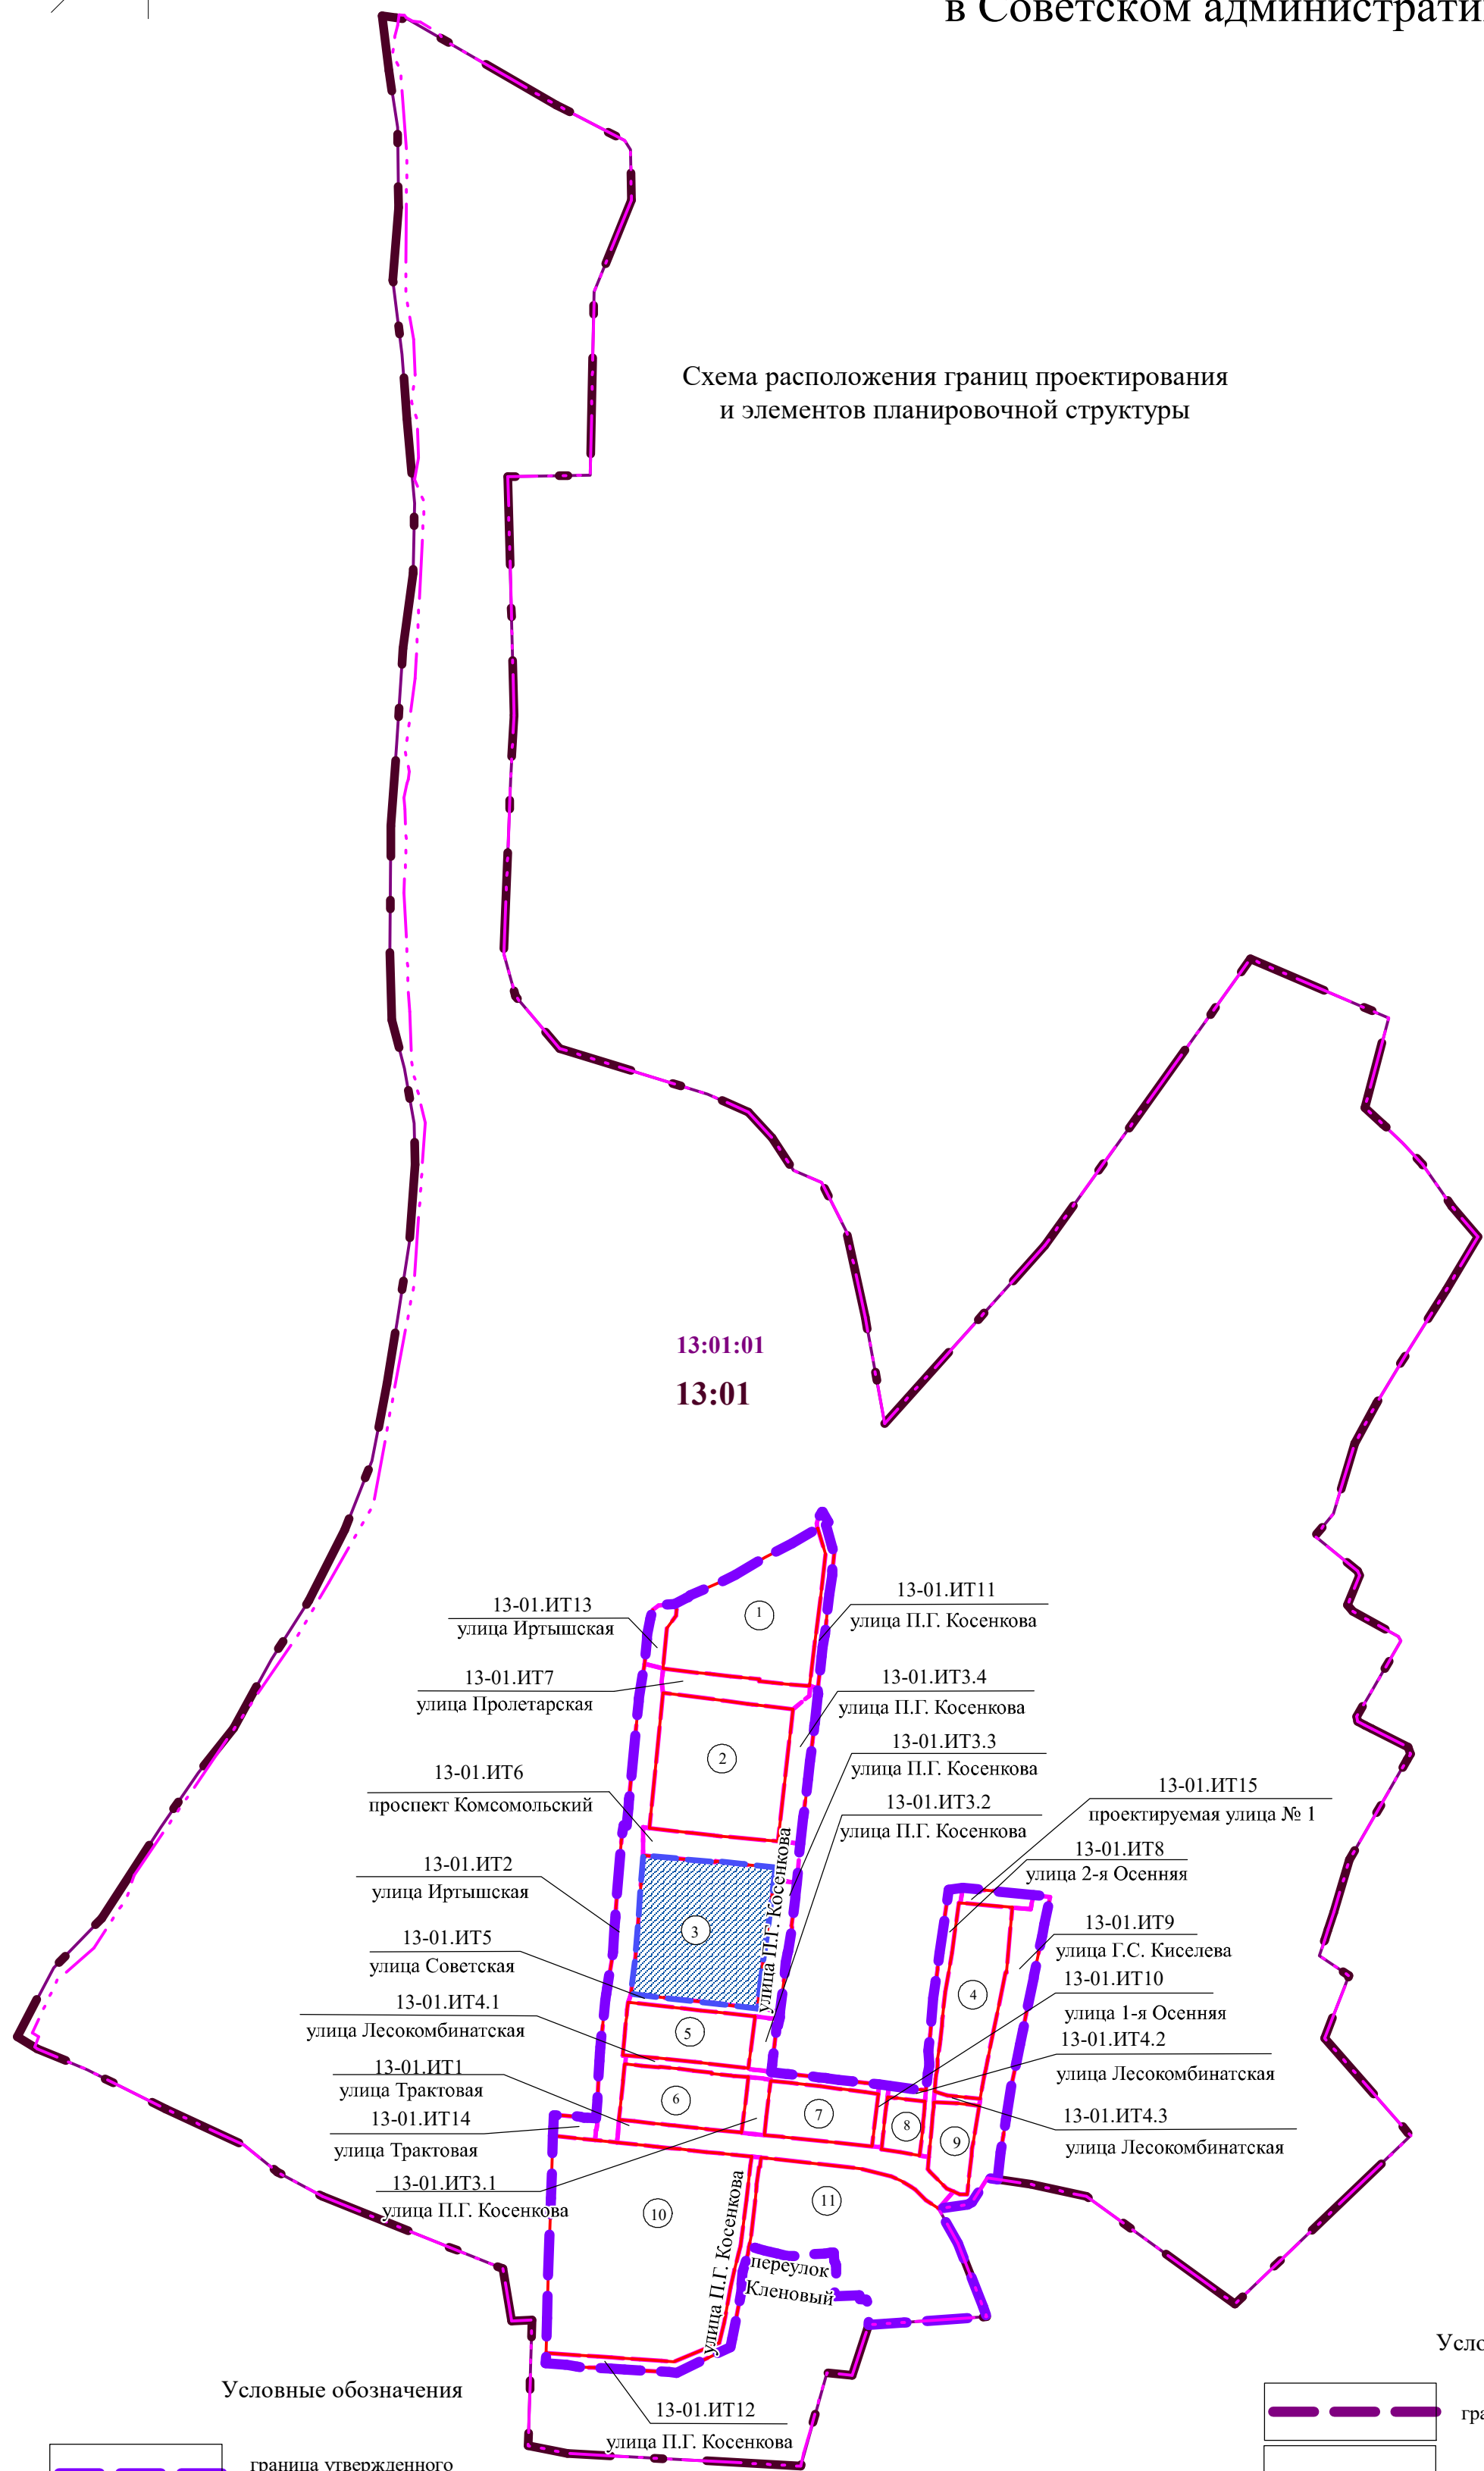 в Советском администрати
Схема расположения границ проектирования
и элементов планировочной структуры
13:01:01
13:01
13-01.ИТ13
улица Иртышская
13-01.ИТ7
улица Пролетарская
13-01.ИТ6
проспект Комсомольский
13-01.ИТ2
улица Иртышская
13-01.ИТ5
улица Советская
13-01.ИТ4.1
улица Лесокомбинатская
13-01.ИТ1
улица Трактовая
13-01.ИТ14
улица Трактовая
13-01.ИТ3.1
улица П.Г. Косенкова
1
2
3
5
6
7
8
9
4
10
11
улица П.Г. Косенкова
улица П.Г. Косенкова
переулок
Кленовый
13-01.ИТ11
улица П.Г. Косенкова
13-01.ИТ3.4
улица П.Г. Косенкова
13-01.ИТ3.3
улица П.Г. Косенкова
13-01.ИТ3.2
улица П.Г. Косенкова
13-01.ИТ15
проектируемая улица № 1
13-01.ИТ8
улица 2-я Осенняя
13-01.ИТ9
улица Г.С. Киселева
13-01.ИТ10
улица 1-я Осенняя
13-01.ИТ4.2
улица Лесокомбинатская
13-01.ИТ4.3
улица Лесокомбинатская
13-01.ИТ12
улица П.Г. Косенкова
Условные обозначения
граница утвержденного
Усло
гра